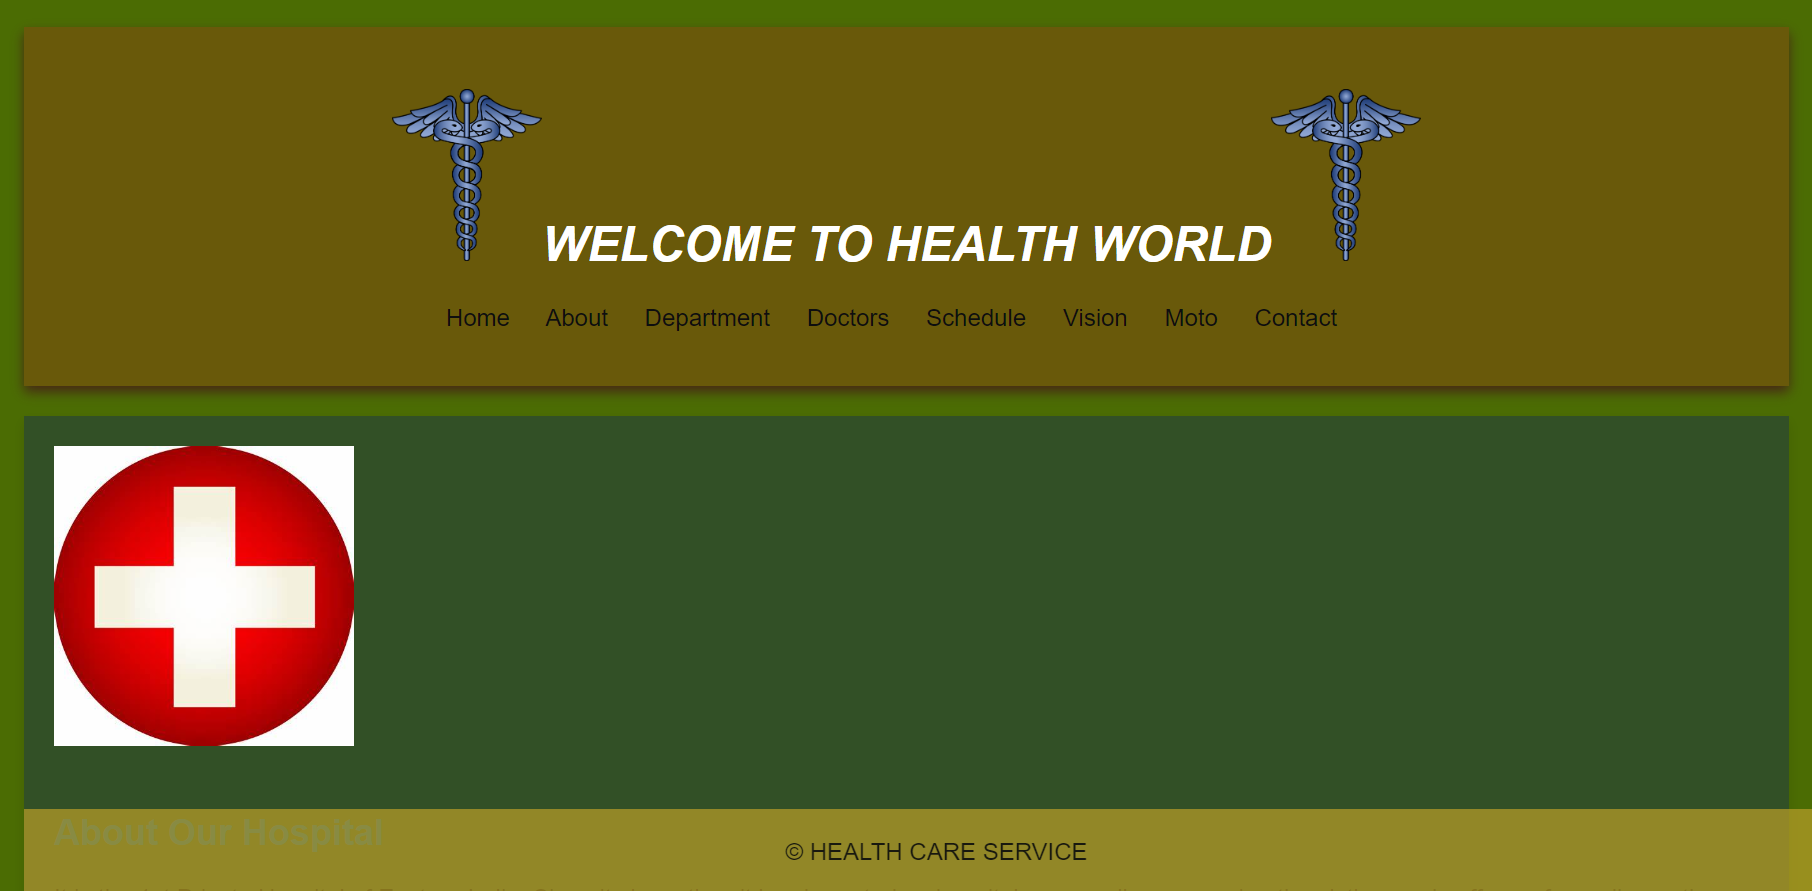 WELCOME TO HEALTH WORLD
Home About Department Doctors Schedule Vision Moto Contact
About Our Hospital
© HEALTH CARE SERVICE